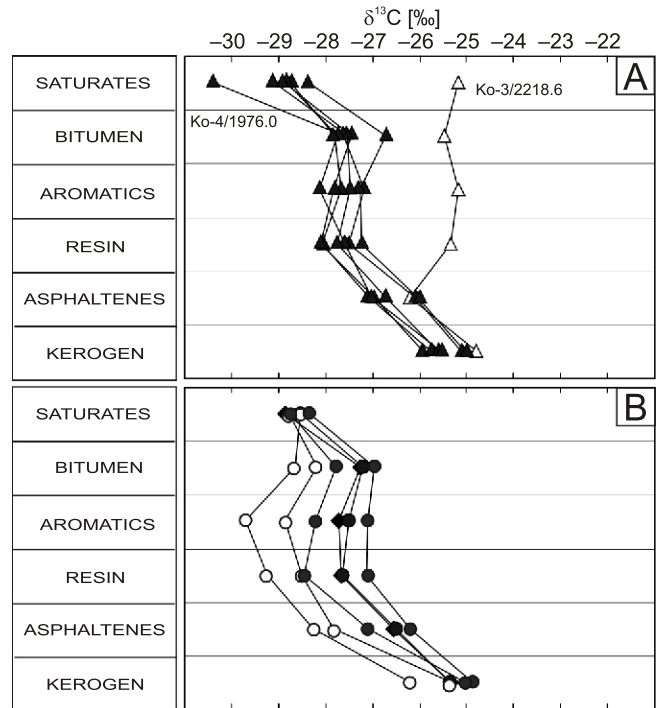 δ¹³C [‰]
–30 –29 –28 –27 –26 –25 –24 –23 –22
A
SATURATES
Ko-3/2218.6
Ko-4/1976.0
BITUMEN
AROMATICS
RESIN
ASPHALTENES
KEROGEN
B
SATURATES
BITUMEN
AROMATICS
RESIN
ASPHALTENES
KEROGEN